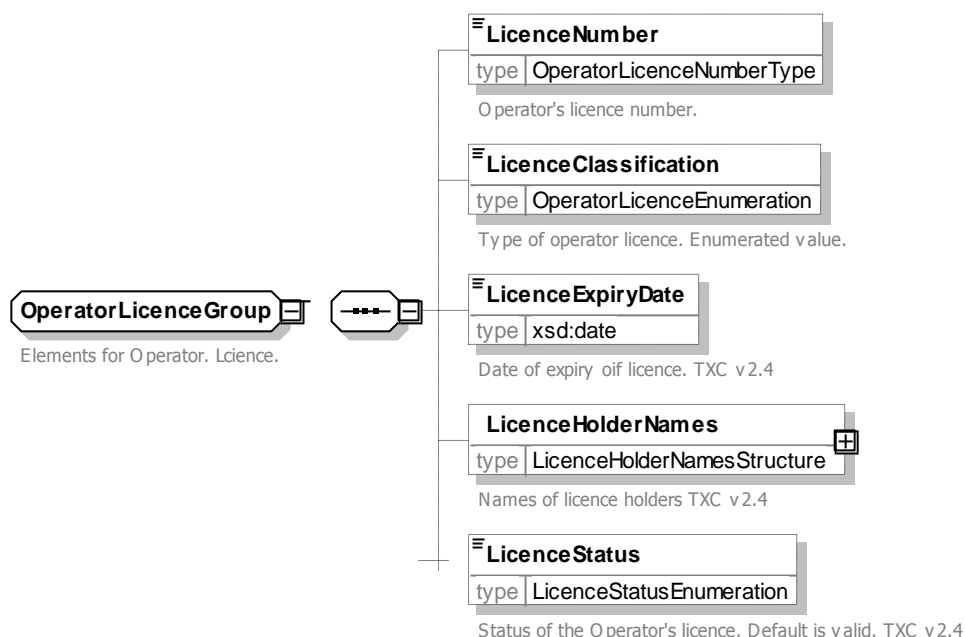 LicenceNumber
type OperatorLicenceNumberType
Operator's licence number.
LicenceClassification
type OperatorLicenceEnumeration
Type of operator licence. Enumerated value.
OperatorLicenceGroup
Elements for Operator. Lcience.
LicenceExpiryDate
type xsd:date
Date of expiry oif licence. TXC v2.4
LicenceHolderNames
type LicenceHolderNamesStructure
Names of licence holders TXC v2.4
LicenceStatus
type LicenceStatusEnumeration
Status of the Operator's licence, Default is valid. TXC v2.4